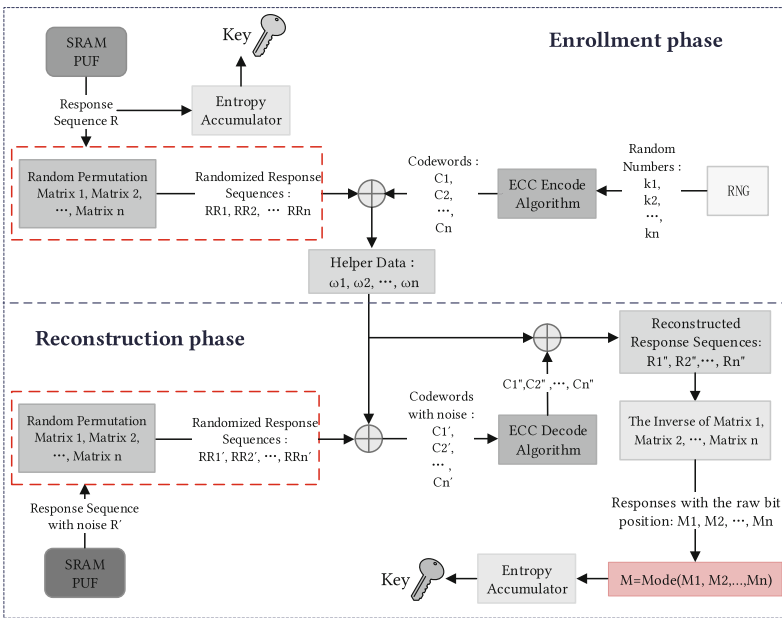 SRAM
PUF
Key
Enrollment phase
Response
Sequence R
Entropy
Accumulator
Random Permutation
Matrix 1, Matrix 2,
···, Matrix n
Randomized Response
Sequences :
RR1, RR2, ··· RRn
Codewords :
C1,
C2,
···,
Cn
ECC Encode
Algorithm
Random
Numbers :
k1,
k2,
···,
kn
RNG
Helper Data :
ω1, ω2, ···, ωn
Reconstruction phase
Reconstructed
Response Sequences:
R1", R2",···, Rn"
C1",C2" ,···, Cn"
Random Permutation
Matrix 1, Matrix 2,
···, Matrix n
Randomized Response
Sequences :
RR1′, RR2′, ···, RRn′
Codewords
with noise :
C1′,
C2′,
··· ,
Cn′
ECC Decode
Algorithm
The Inverse of Matrix 1,
Matrix 2, ···, Matrix n
Response Sequence
with noise R′
Responses with the raw bit
position: M1, M2, ···, Mn
SRAM
PUF
Key
Entropy
Accumulator
M=Mode(M1, M2,...,Mn)